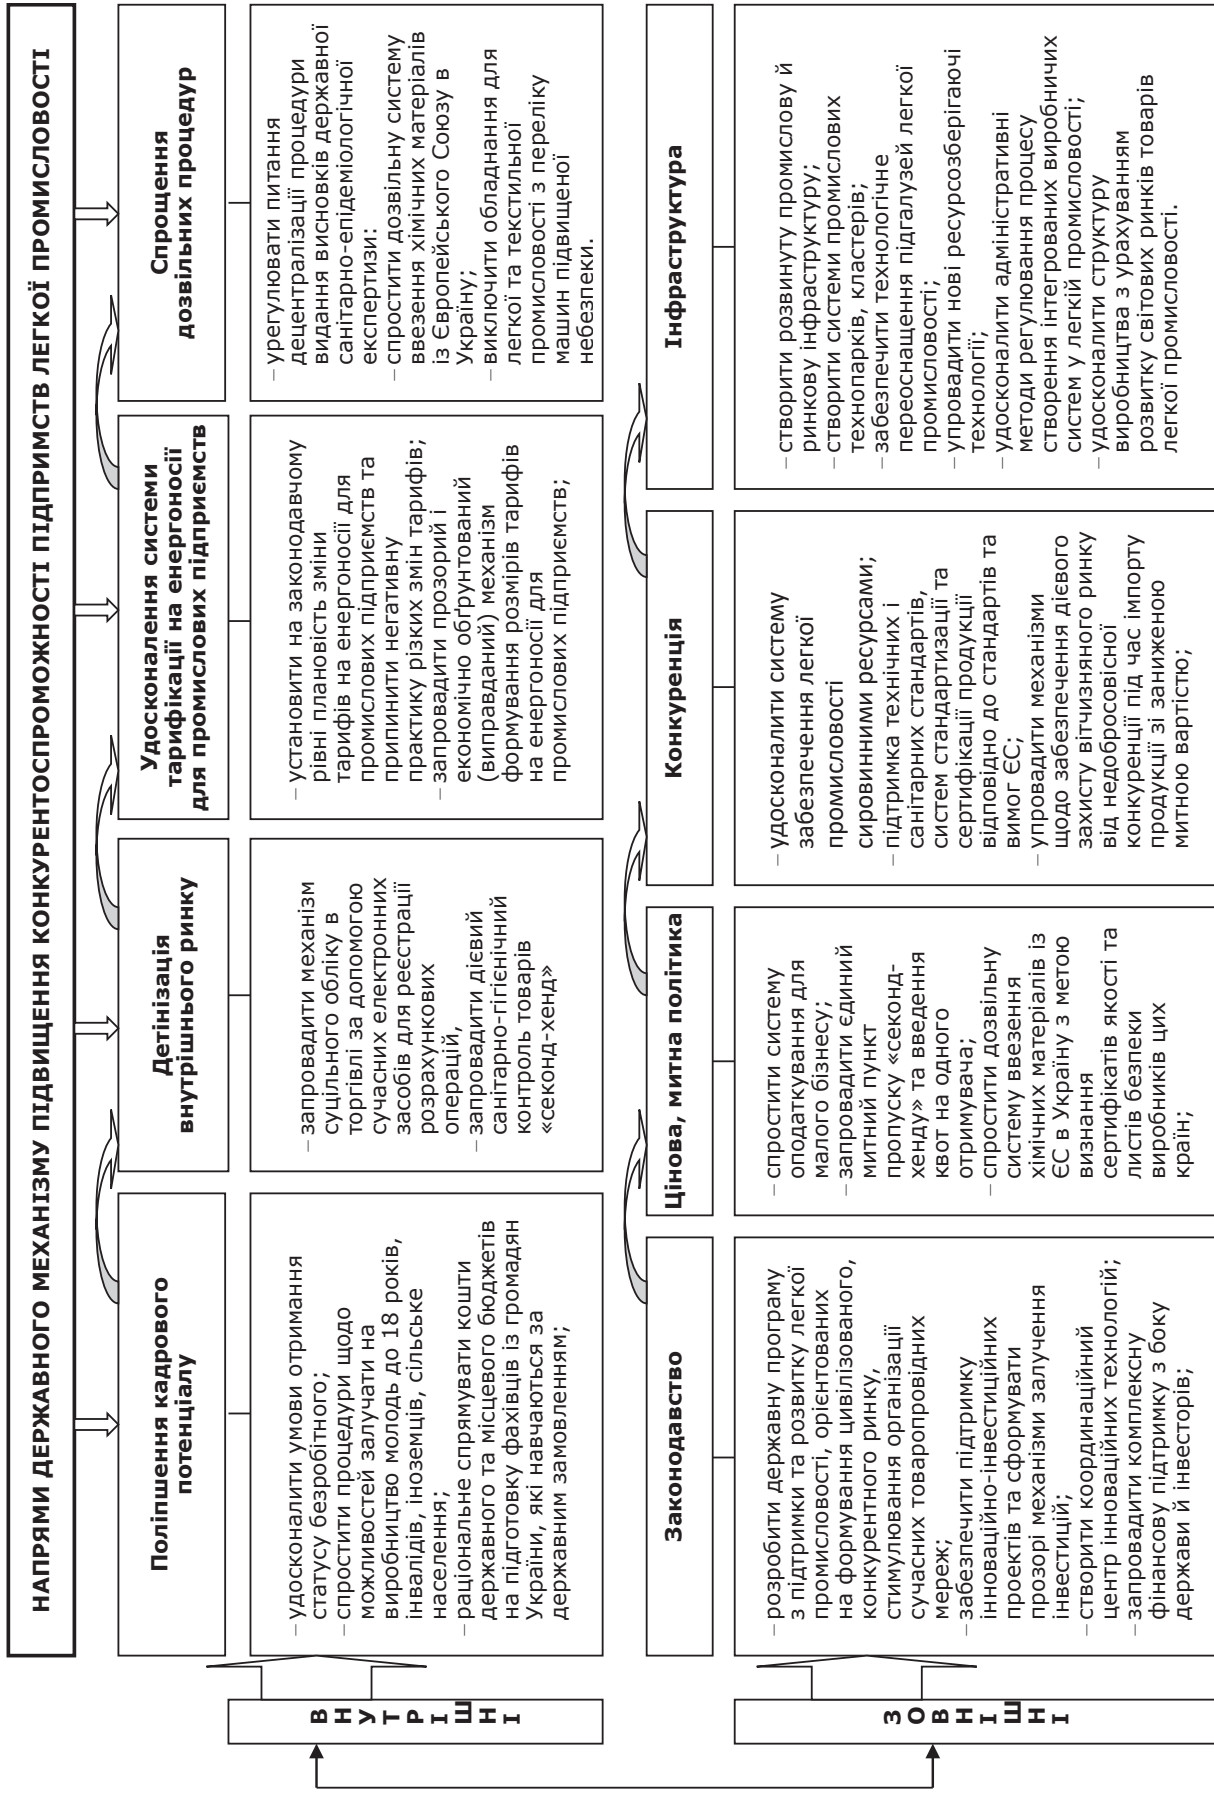 НАПРЯМИ ДЕРЖАВНОГО МЕХАНІЗМУ ПІДВИЩЕННЯ КОНКУРЕНТОСПРОМОЖНОСТІ ПІДПРИМСТВ ЛЕГКОЇ ПРОМИСЛОВОСТІ
ВНУТРІШНІ
Поліпшення кадрового
потенціалу
– удосконалити умови отримання
статусу безробітного;
– спростити процедури щодо
можливостей залучати на
виробництво молодь до 18 років,
інвалідів, іноземців, сільське
населення;
– раціональне спрямувати кошти
державного та місцевого бюджетів
на підготовку фахівців із громадян
України, які навчаються за
державним замовленням;
Детінізація
внутрішнього ринку
– запровадити механізм
суцільного обліку в
торгівлі за допомогою
сучасних електронних
засобів для реєстрації
розрахункових
операцій,
– запровадити дієвий
санітарно-гігієнічний
контроль товарів
«секонд-хенд»
Удосконалення системи
тарифікації на енергоносії
для промислових підприємств
– установити на законодавчому
рівні плановість зміни
тарифів на енергоносії для
промислових підприємств та
припинити негативну
практику різких змін тарифів;
– запровадити прозорий і
економічно обґрунтований
(виправданий) механізм
формування розмірів тарифів
на енергоносії для
промислових підприємств;
Спрощення
дозвільних процедур
– урегулювати питання
децентралізації процедури
видання висновків державної
санітарно-епідеміологічної
експертизи:
– спростити дозвільну систему
ввезення хімічних матеріалів
із Європейського Союзу в
Україну;
– виключити обладнання для
легкої та текстильної
промисловості з переліку
машин підвищеної
небезпеки.
ЗОВНІШНІ
Законодавство
– розробити державну програму
з підтримки та розвитку легкої
промисловості, орієнтованих
на формування цивілізованого,
конкурентного ринку,
стимулювання організації
сучасних товаропровідних
мереж;
– забезпечити підтримку
інноваційно-інвестиційних
проектів та сформувати
прозорі механізми залучення
інвестицій;
– створити координаційний
центр інноваційних технологій;
– запровадити комплексну
фінансову підтримку з боку
держави й інвесторів;
Цінова, митна політика
– спростити систему
оподаткування для
малого бізнесу;
– запровадити єдиний
митний пункт
пропуску «секонд-
хенду» та введення
квот на одного
отримувача;
– спростити дозвільну
систему ввезення
хімічних матеріалів із
ЄС в Україну з метою
визнання
сертифікатів якості та
листів безпеки
виробників цих
країн;
Конкуренція
– удосконалити систему
забезпечення легкої
промисловості
сировинними ресурсами;
– підтримка технічних і
санітарних стандартів,
систем стандартизації та
сертифікації продукції
відповідно до стандартів та
вимог ЄС;
– упровадити механізми
щодо забезпечення дієвого
захисту вітчизняного ринку
від недобросовісної
конкуренції під час імпорту
продукції зі заниженою
митною вартістю;
Інфраструктура
– створити розвинуту промислову й
ринкову інфраструктуру;
– створити системи промислових
технопарків, кластерів;
– забезпечити технологічне
переоснащення підгалузей легкої
промисловості;
– упровадити нові ресурсозберігаючі
технології;
– удосконалити адміністративні
методи регулювання процесу
створення інтегрованих виробничих
систем у легкій промисловості;
– удосконалити структуру
виробництва з урахуванням
розвитку світових ринків товарів
легкої промисловості.